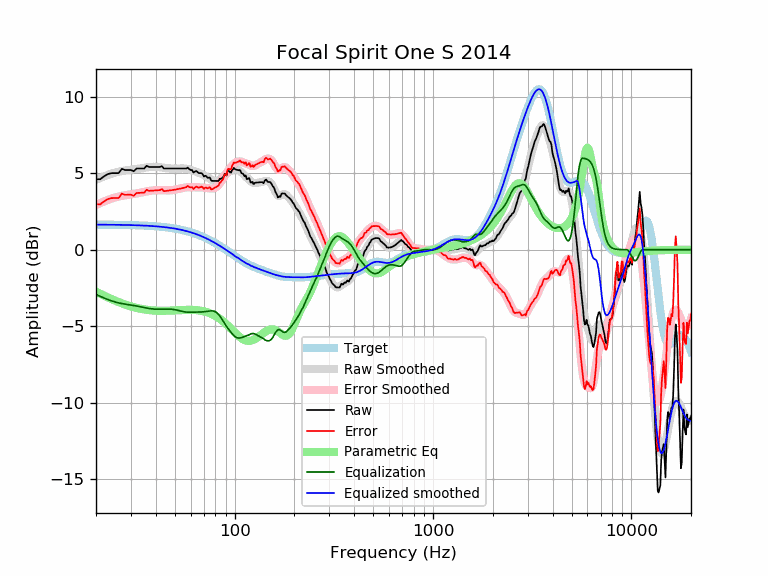 Focal Spirit One S 2014
10
5
0
−5
−10
−15
Amplitude (dBr)
Target
Raw Smoothed
Error Smoothed
Raw
Error
Parametric Eq
Equalization
Equalized smoothed
100
1000
10000
Frequency (Hz)